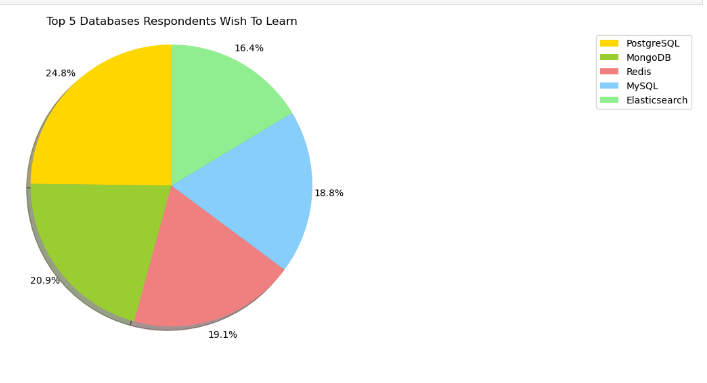 Top 5 Databases Respondents Wish To Learn
16.4%
24.8%
18.8%
20.9%
19.1%
PostgreSQL
MongoDB
Redis
MySQL
Elasticsearch